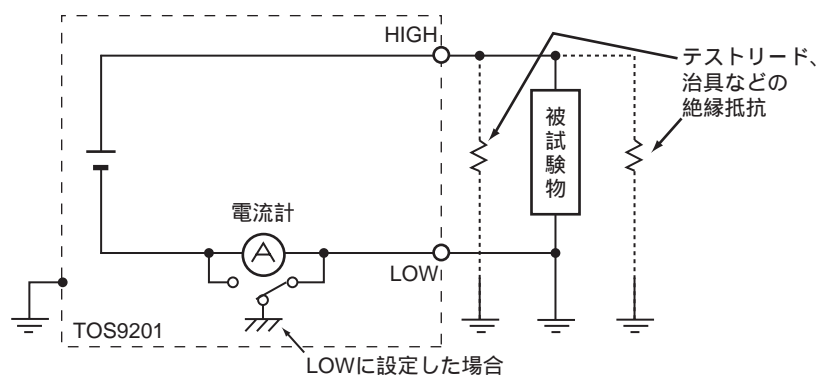 HIGH
テストリード、
治具などの
絶縁抵抗
被試験物
電流計
A
LOW
TOS9201
LOWに設定した場合